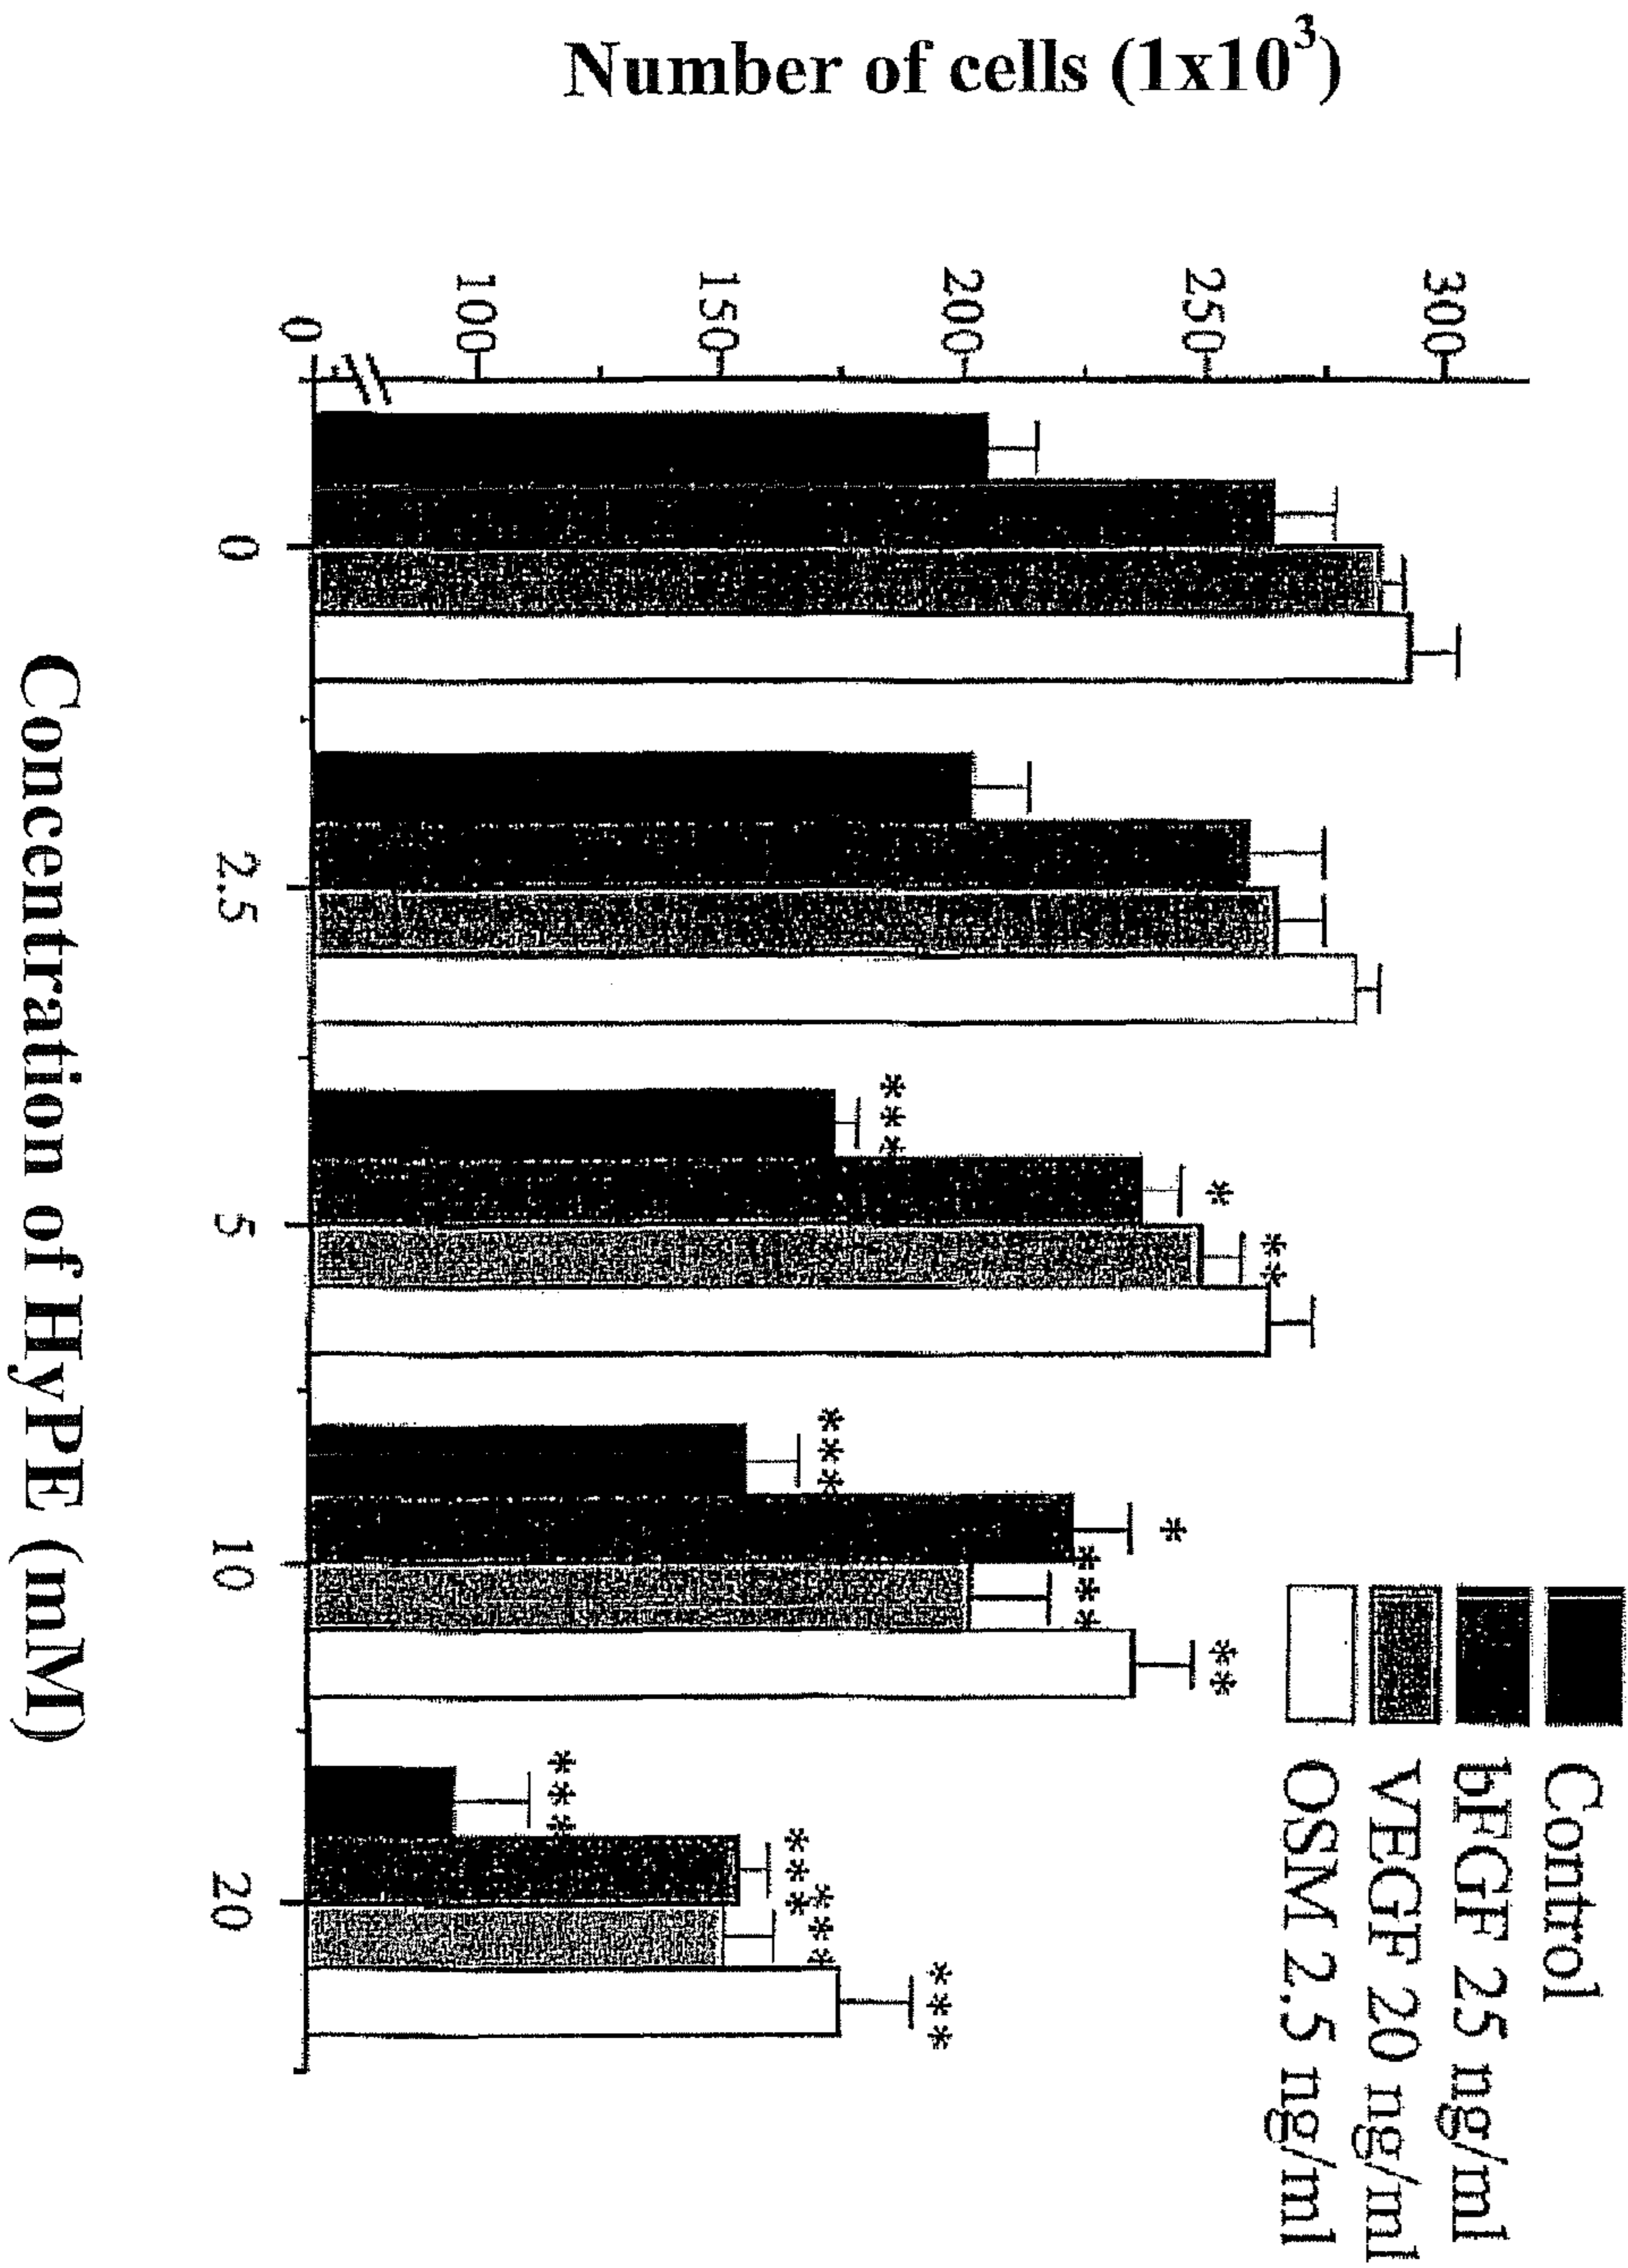 Control
bFGF 25 ng/ml
VEGF 20 ng/ml
OSM 2,5 ng/ml
Number of cells (1x10³)
300
250
200
150
100
0
***
*
**
***
*
***
**
***
***
***
***
0 2.5 5 10 20
Concentration of HyPE (mM)